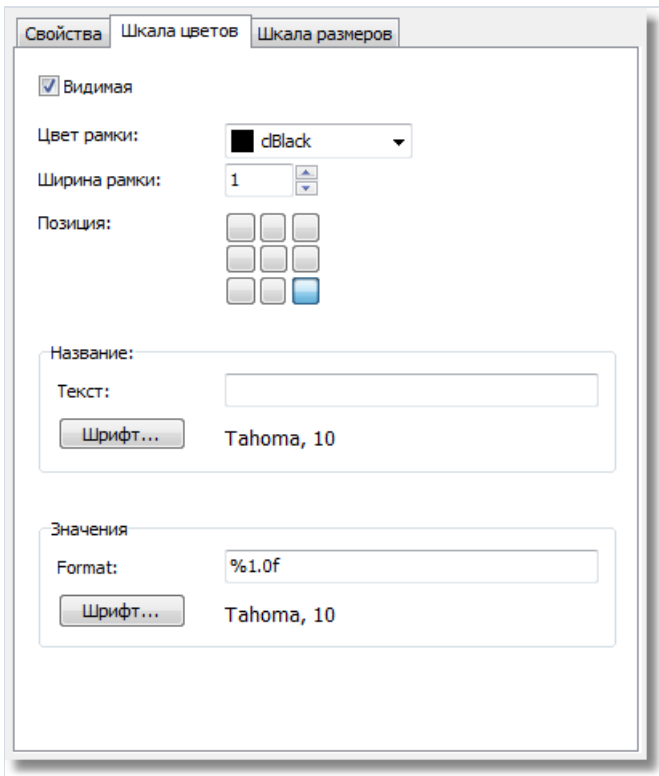 Свойства Шкала цветов Шкала размеров
Видимая
Цвет рамки: clBlack
Ширина рамки: 1
Позиция:
Название:
Текст:
Шрифт... Tahoma, 10
Значения
Format: %1.0f
Шрифт... Tahoma, 10